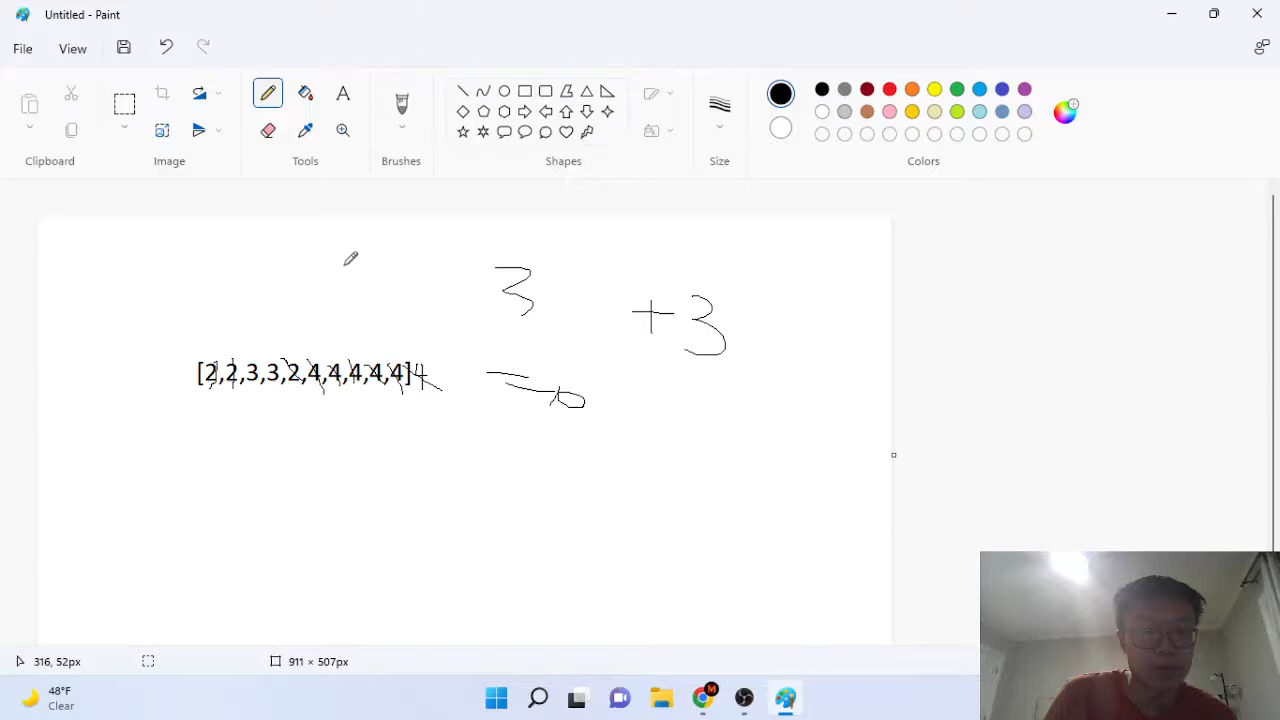 Untitled - Paint
File View
Clipboard Image Tools Brushes Shapes Size Colors
3 + 3
[2,2,3,3,2,4,4,4,4,4]4
=
316, 52px 911 × 507px
48°F
Clear
M